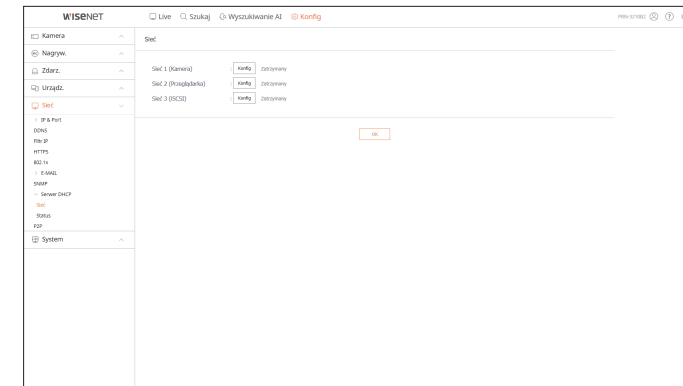 WISENET
Live Szukaj Wyszukiwanie AI Konfig
Kamera
Nagryw.
Zdarz.
Urządz.
Sieć
IP & Port
DDNS
Filtr IP
HTTPS
802.1x
E-MAIL
SNMP
Serwer DHCP
Sieć
Status
P2P
System
Sieć
Sieć 1 (Kamera) : Konfig Zatrzymany
Sieć 2 (Przeglądarka) : Konfig Zatrzymany
Sieć 3 (iSCSI) : Konfig Zatrzymany
OK